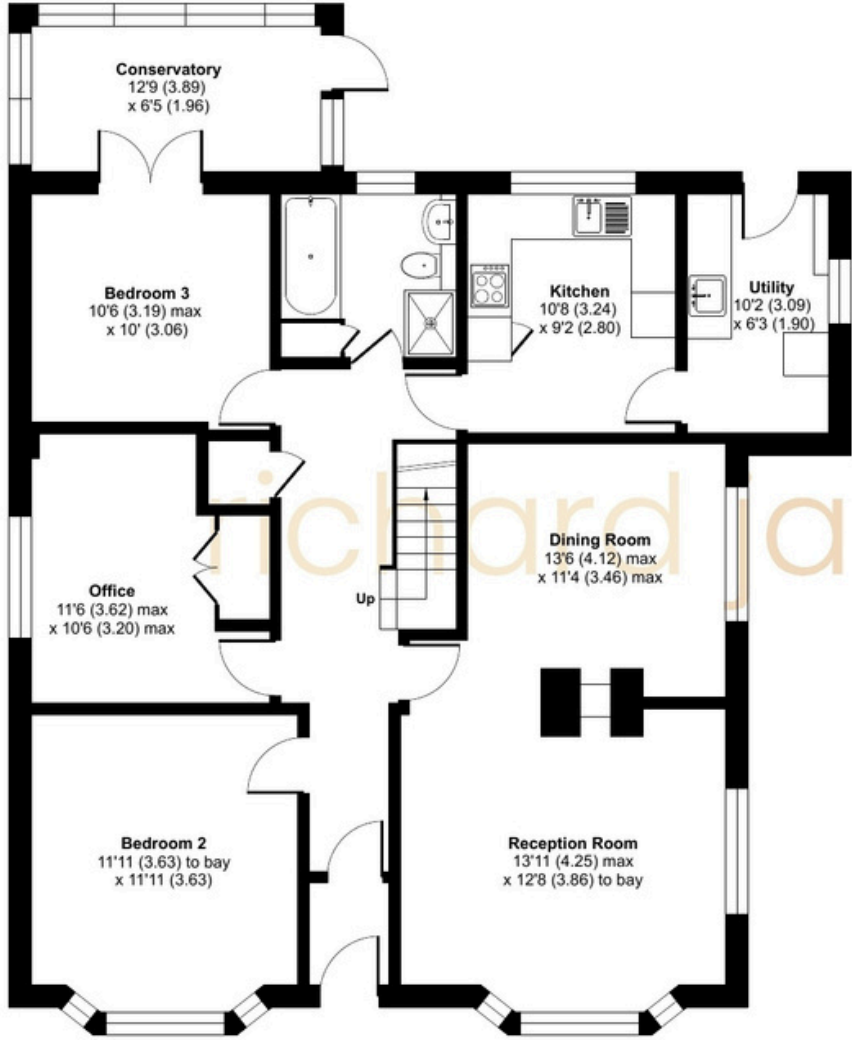 Conservatory
12'9 (3.89)
x 6'5 (1.96)
Bedroom 3
10'6 (3.19) max
x 10' (3.06)
Kitchen
10'8 (3.24)
x 9'2 (2.80)
Utility
10'2 (3.09)
x 6'3 (1.90)
richard ja
Dining Room
13'6 (4.12) max
x 11'4 (3.46) max
Office
11'6 (3.62) max
x 10'6 (3.20) max
Up
Bedroom 2
11'11 (3.63) to bay
x 11'11 (3.63)
Reception Room
13'11 (4.25) max
x 12'8 (3.86) to bay